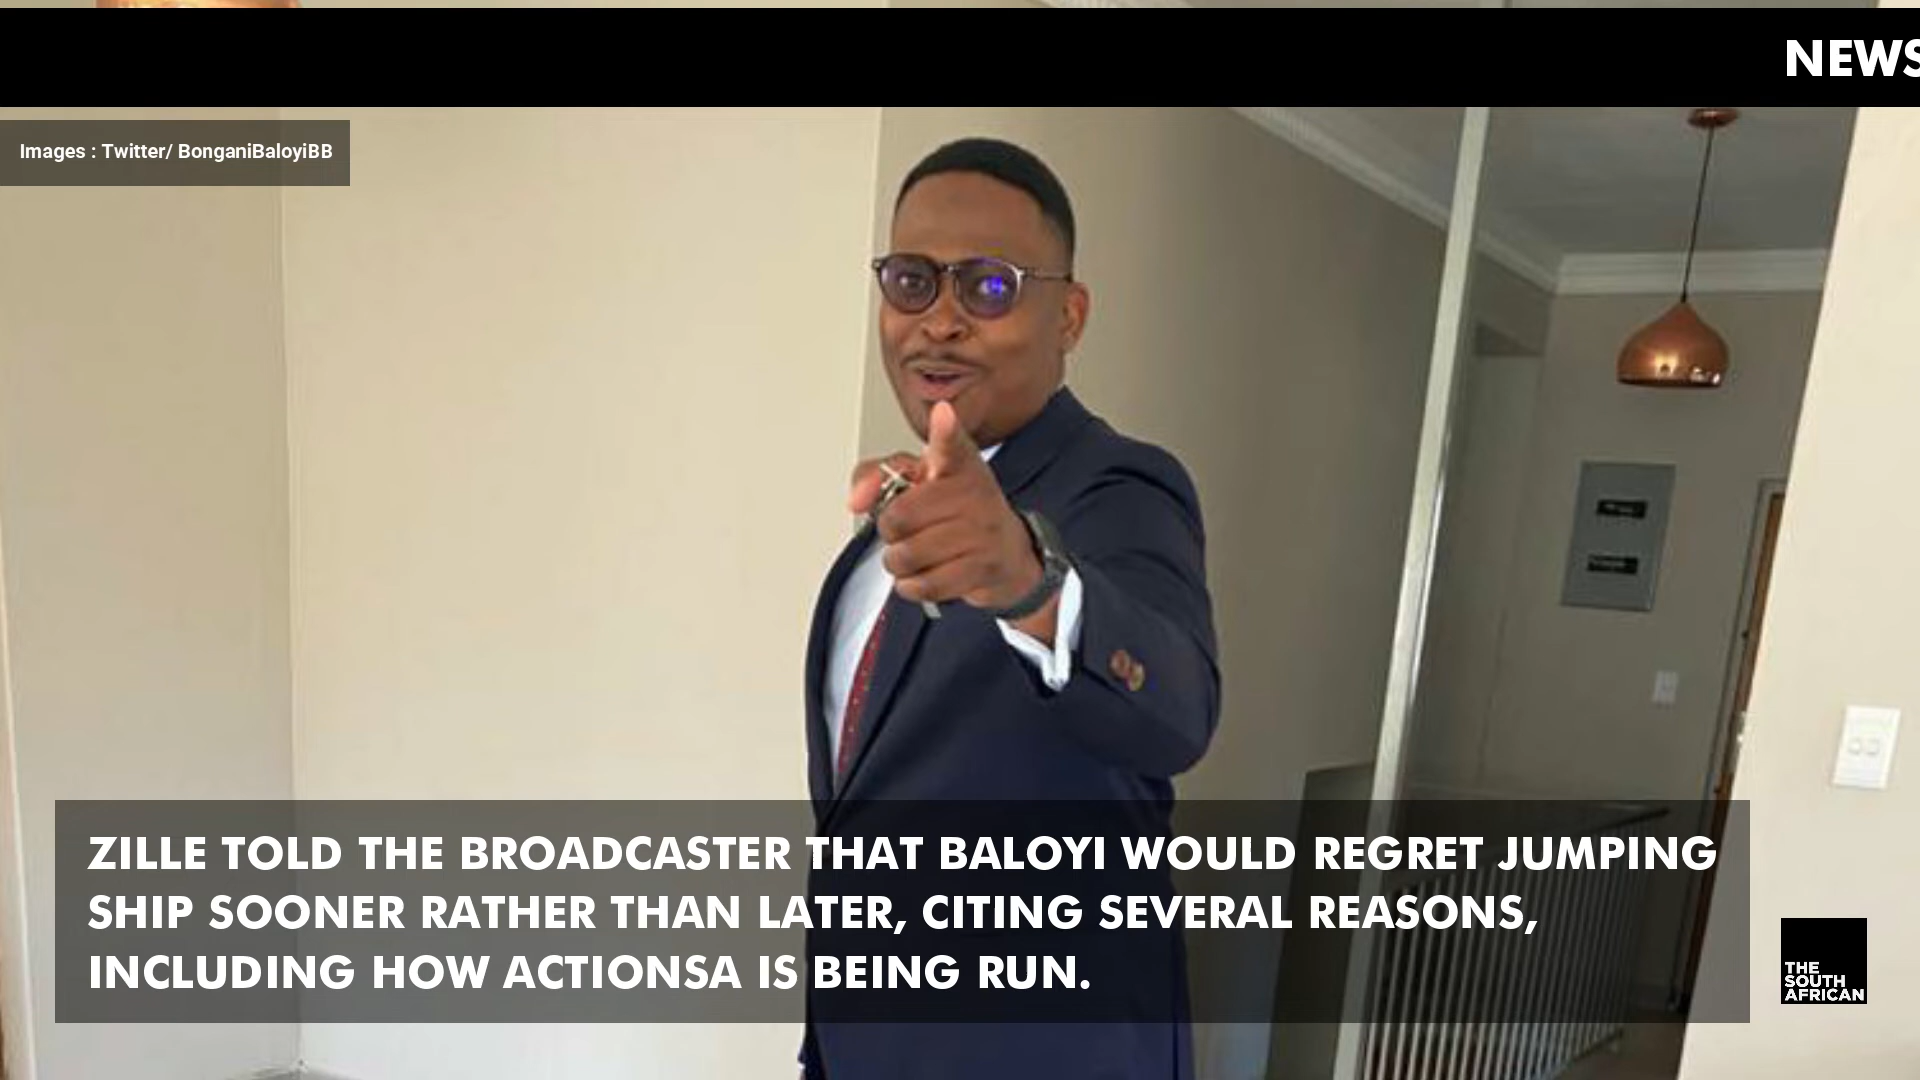 NEWS
Images : Twitter/ BonganiBaloyiBB
ZILLE TOLD THE BROADCASTER THAT BALOYI WOULD REGRET JUMPING
SHIP SOONER RATHER THAN LATER, CITING SEVERAL REASONS,
INCLUDING HOW ACTIONSA IS BEING RUN.
THE
SOUTH
AFRICAN